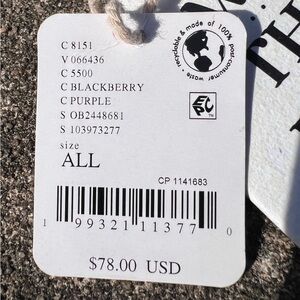 C 8151
V 066436
C 5500
C BLACKBERRY
C PURPLE
S OB2448681
S 103973277
size
ALL
recyclable & made of 100% post-consumer waste
CP 1141683
1 99321 11377 0
$78.00 USD
TH